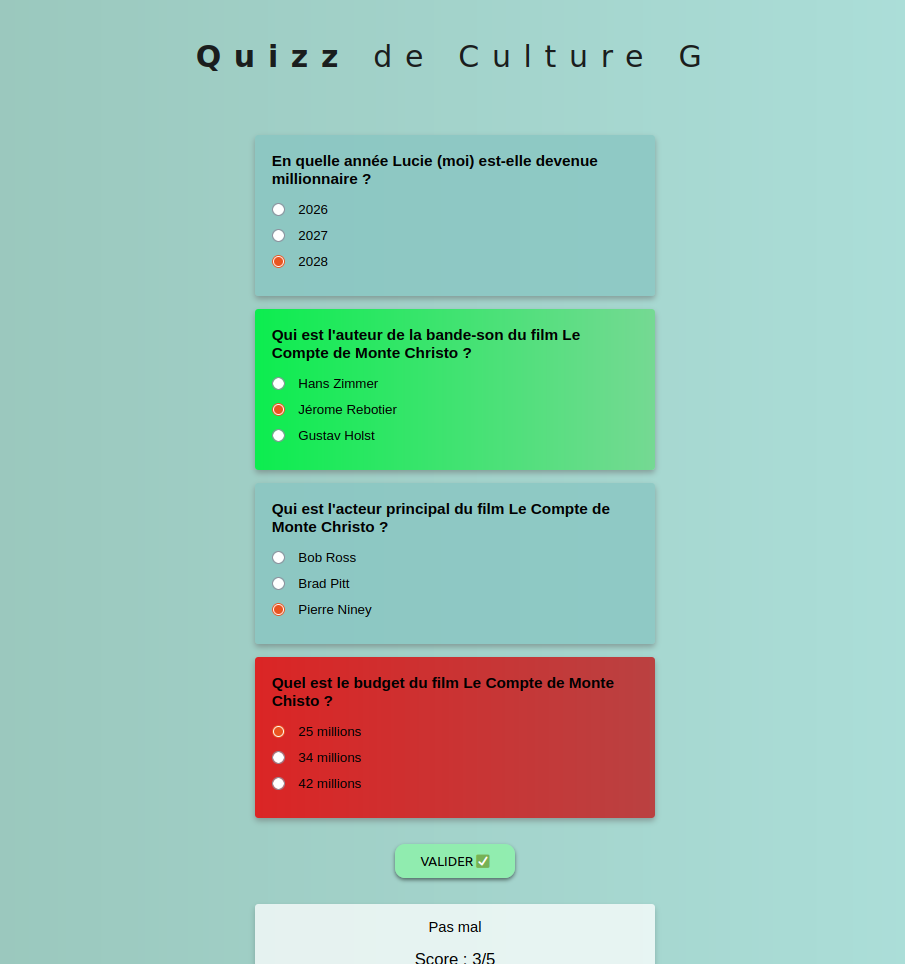 Quizz de Culture G
En quelle année Lucie (moi) est-elle devenue
millionnaire ?
2026
2027
2028
Qui est l'auteur de la bande-son du film Le
Compte de Monte Christo ?
Hans Zimmer
Jérome Rebotier
Gustav Holst
Qui est l'acteur principal du film Le Compte de
Monte Christo ?
Bob Ross
Brad Pitt
Pierre Niney
Quel est le budget du film Le Compte de Monte
Chisto ?
25 millions
34 millions
42 millions
VALIDER ✅
Pas mal
Score : 3/5